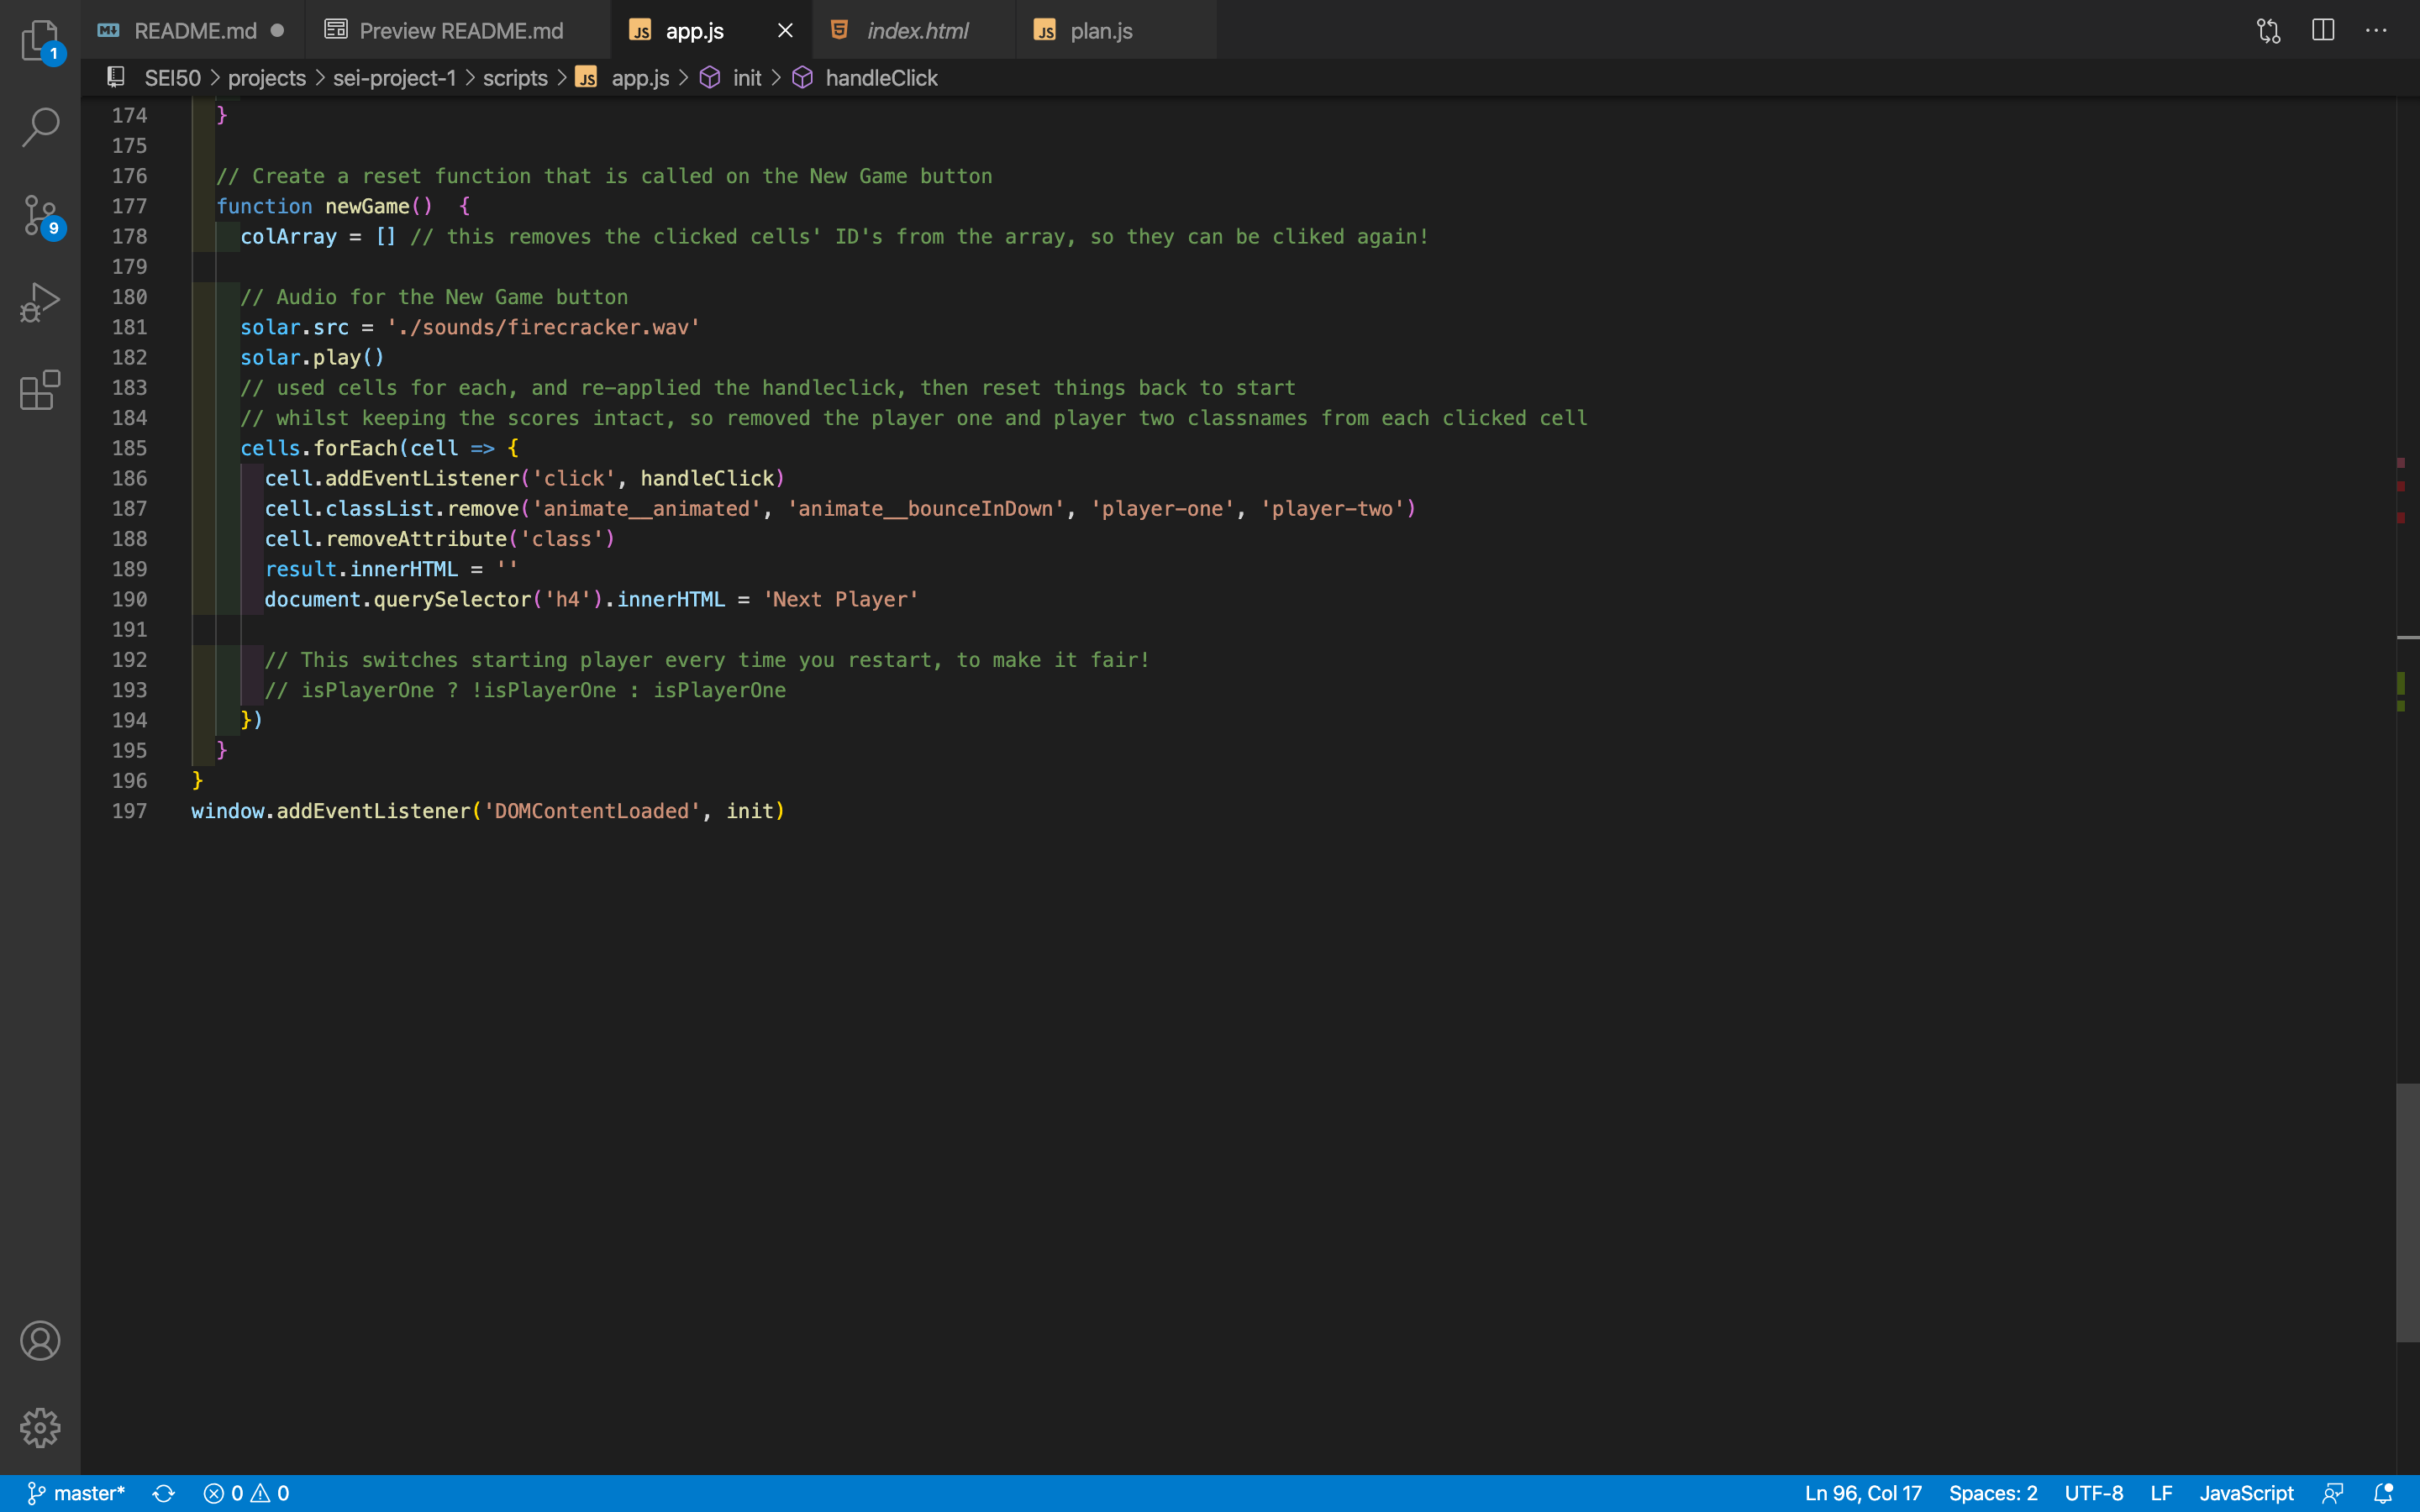 README.md
Preview README.md
JS app.js
index.html
JS plan.js
1
SEI50 > projects > sei-project-1 > scripts > JS app.js > init > handleClick
174 }
175
176 // Create a reset function that is called on the New Game button
177 function newGame()  {
178 colArray = [] // this removes the clicked cells' ID's from the array, so they can be cliked again!
179
9
180 // Audio for the New Game button
181 solar.src = './sounds/firecracker.wav'
182 solar.play()
183 // used cells for each, and re-applied the handleclick, then reset things back to start
184 // whilst keeping the scores intact, so removed the player one and player two classnames from each clicked cell
185 cells.forEach(cell => {
186 cell.addEventListener('click', handleClick)
187 cell.classList.remove('animate__animated', 'animate__bounceInDown', 'player-one', 'player-two')
188 cell.removeAttribute('class')
189 result.innerHTML = ''
190 document.querySelector('h4').innerHTML = 'Next Player'
191
192 // This switches starting player every time you restart, to make it fair!
193 // isPlayerOne ? !isPlayerOne : isPlayerOne
194 })
195 }
196 }
197 window.addEventListener('DOMContentLoaded', init)
master* 0 0 Ln 96, Col 17 Spaces: 2 UTF-8 LF JavaScript